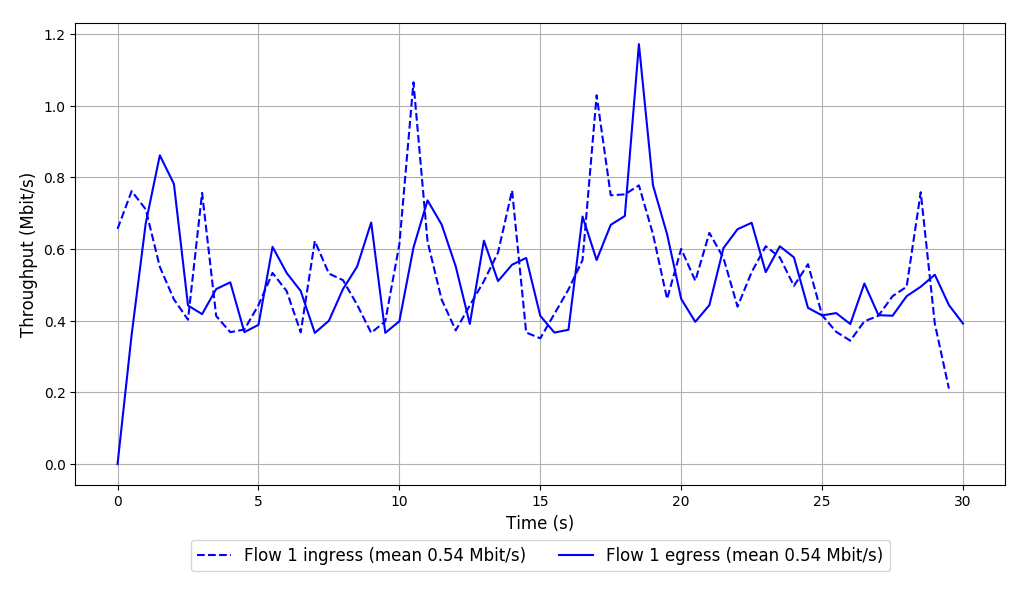 1.2
1.0
0.8
0.6
0.4
0.2
0.0
Throughput (Mbit/s)
0 5 10 15 20 25 30
Time (s)
Flow 1 ingress (mean 0.54 Mbit/s) Flow 1 egress (mean 0.54 Mbit/s)